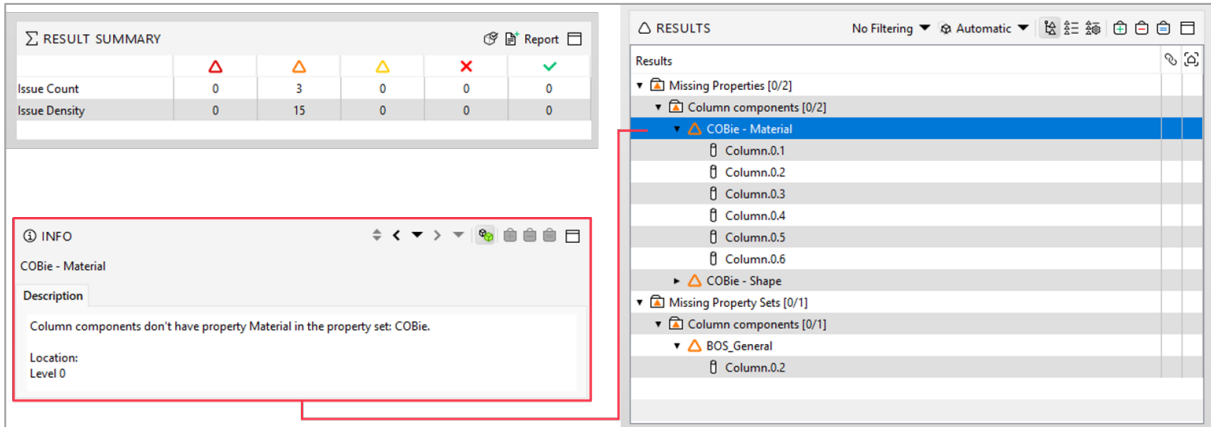 RESULT SUMMARY
Report
Issue Count 0 3 0 0 0
Issue Density 0 15 0 0 0
INFO
COBie - Material
Description
Column components don't have property Material in the property set: COBie.
Location:
Level 0
RESULTS
No Filtering
Automatic
Results
Missing Properties [0/2]
Column components [0/2]
COBie - Material
Column.0.1
Column.0.2
Column.0.3
Column.0.4
Column.0.5
Column.0.6
COBie - Shape
Missing Property Sets [0/1]
Column components [0/1]
BOS_General
Column.0.2